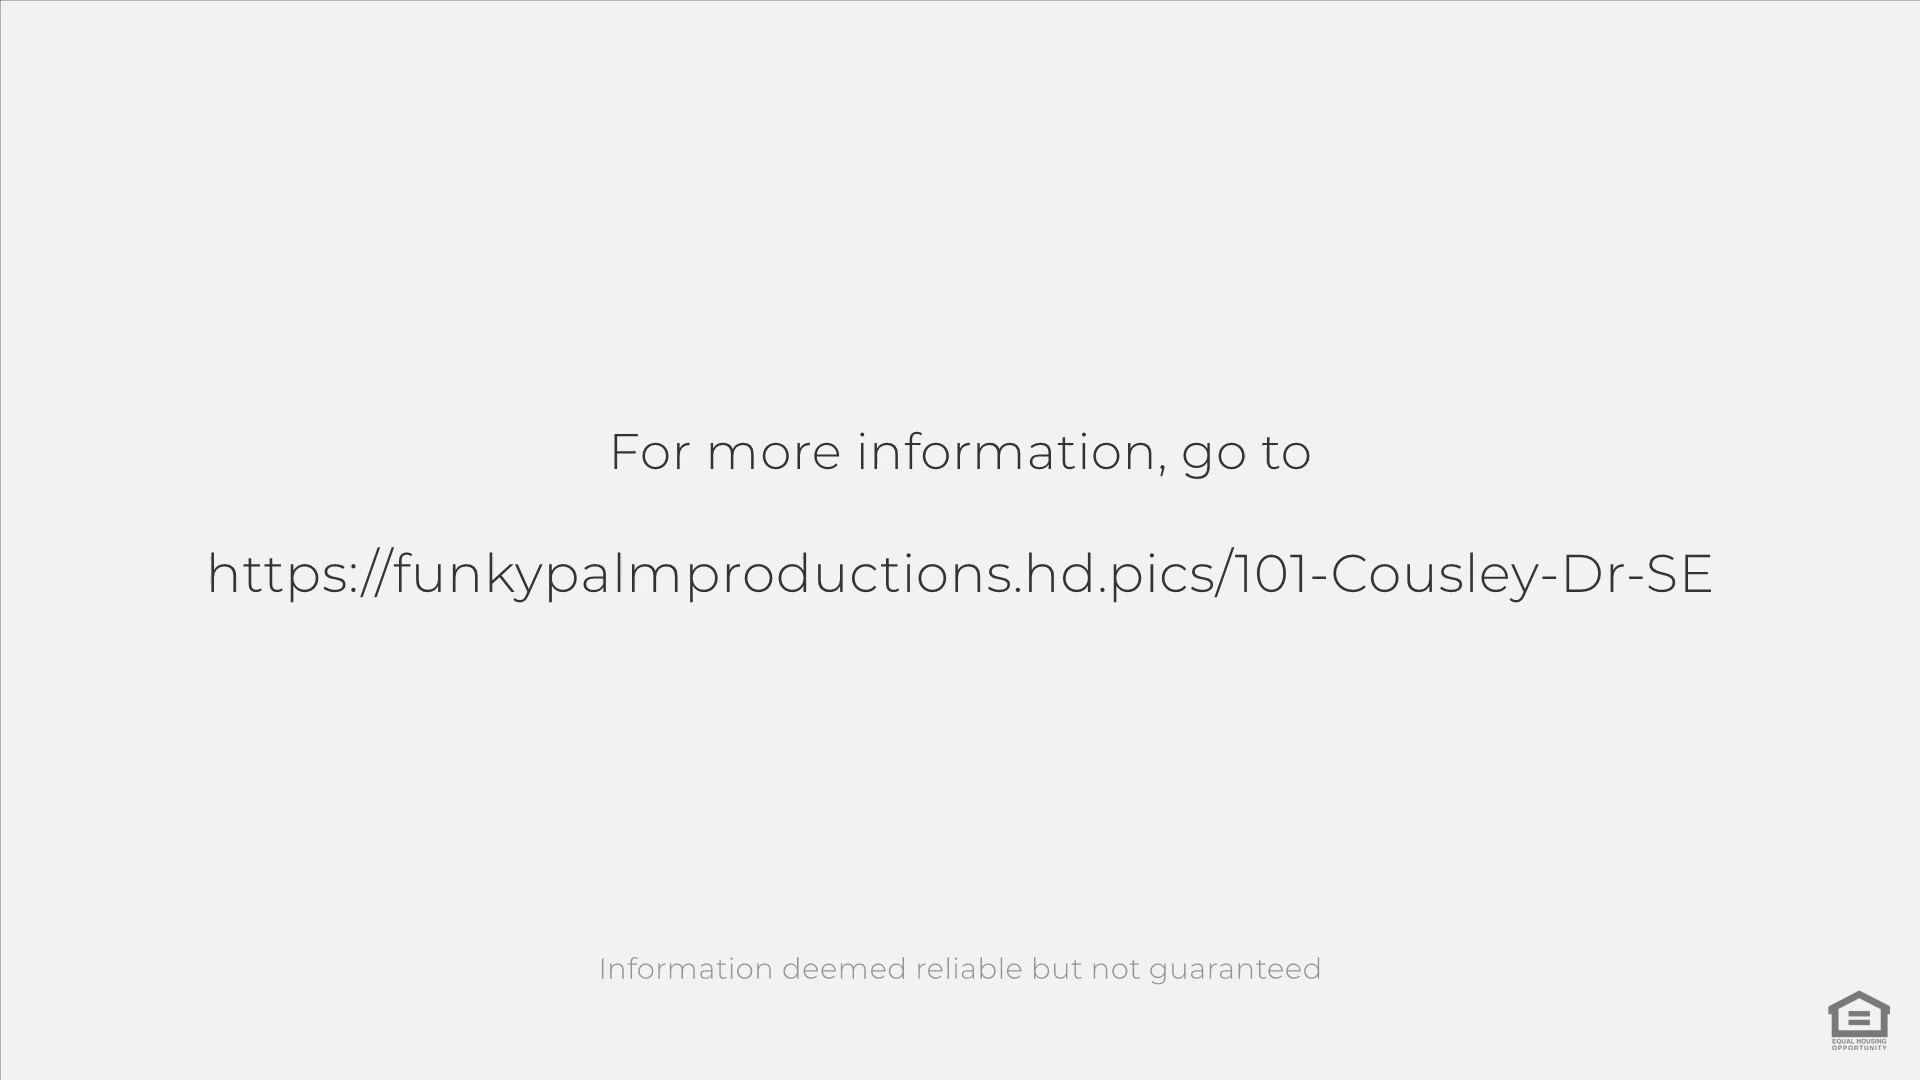 For more information, go to
https://funkypalmproductions.hd.pics/101-Cousley-Dr-SE
Information deemed reliable but not guaranteed
EQUAL HOUSING
OPPORTUNITY